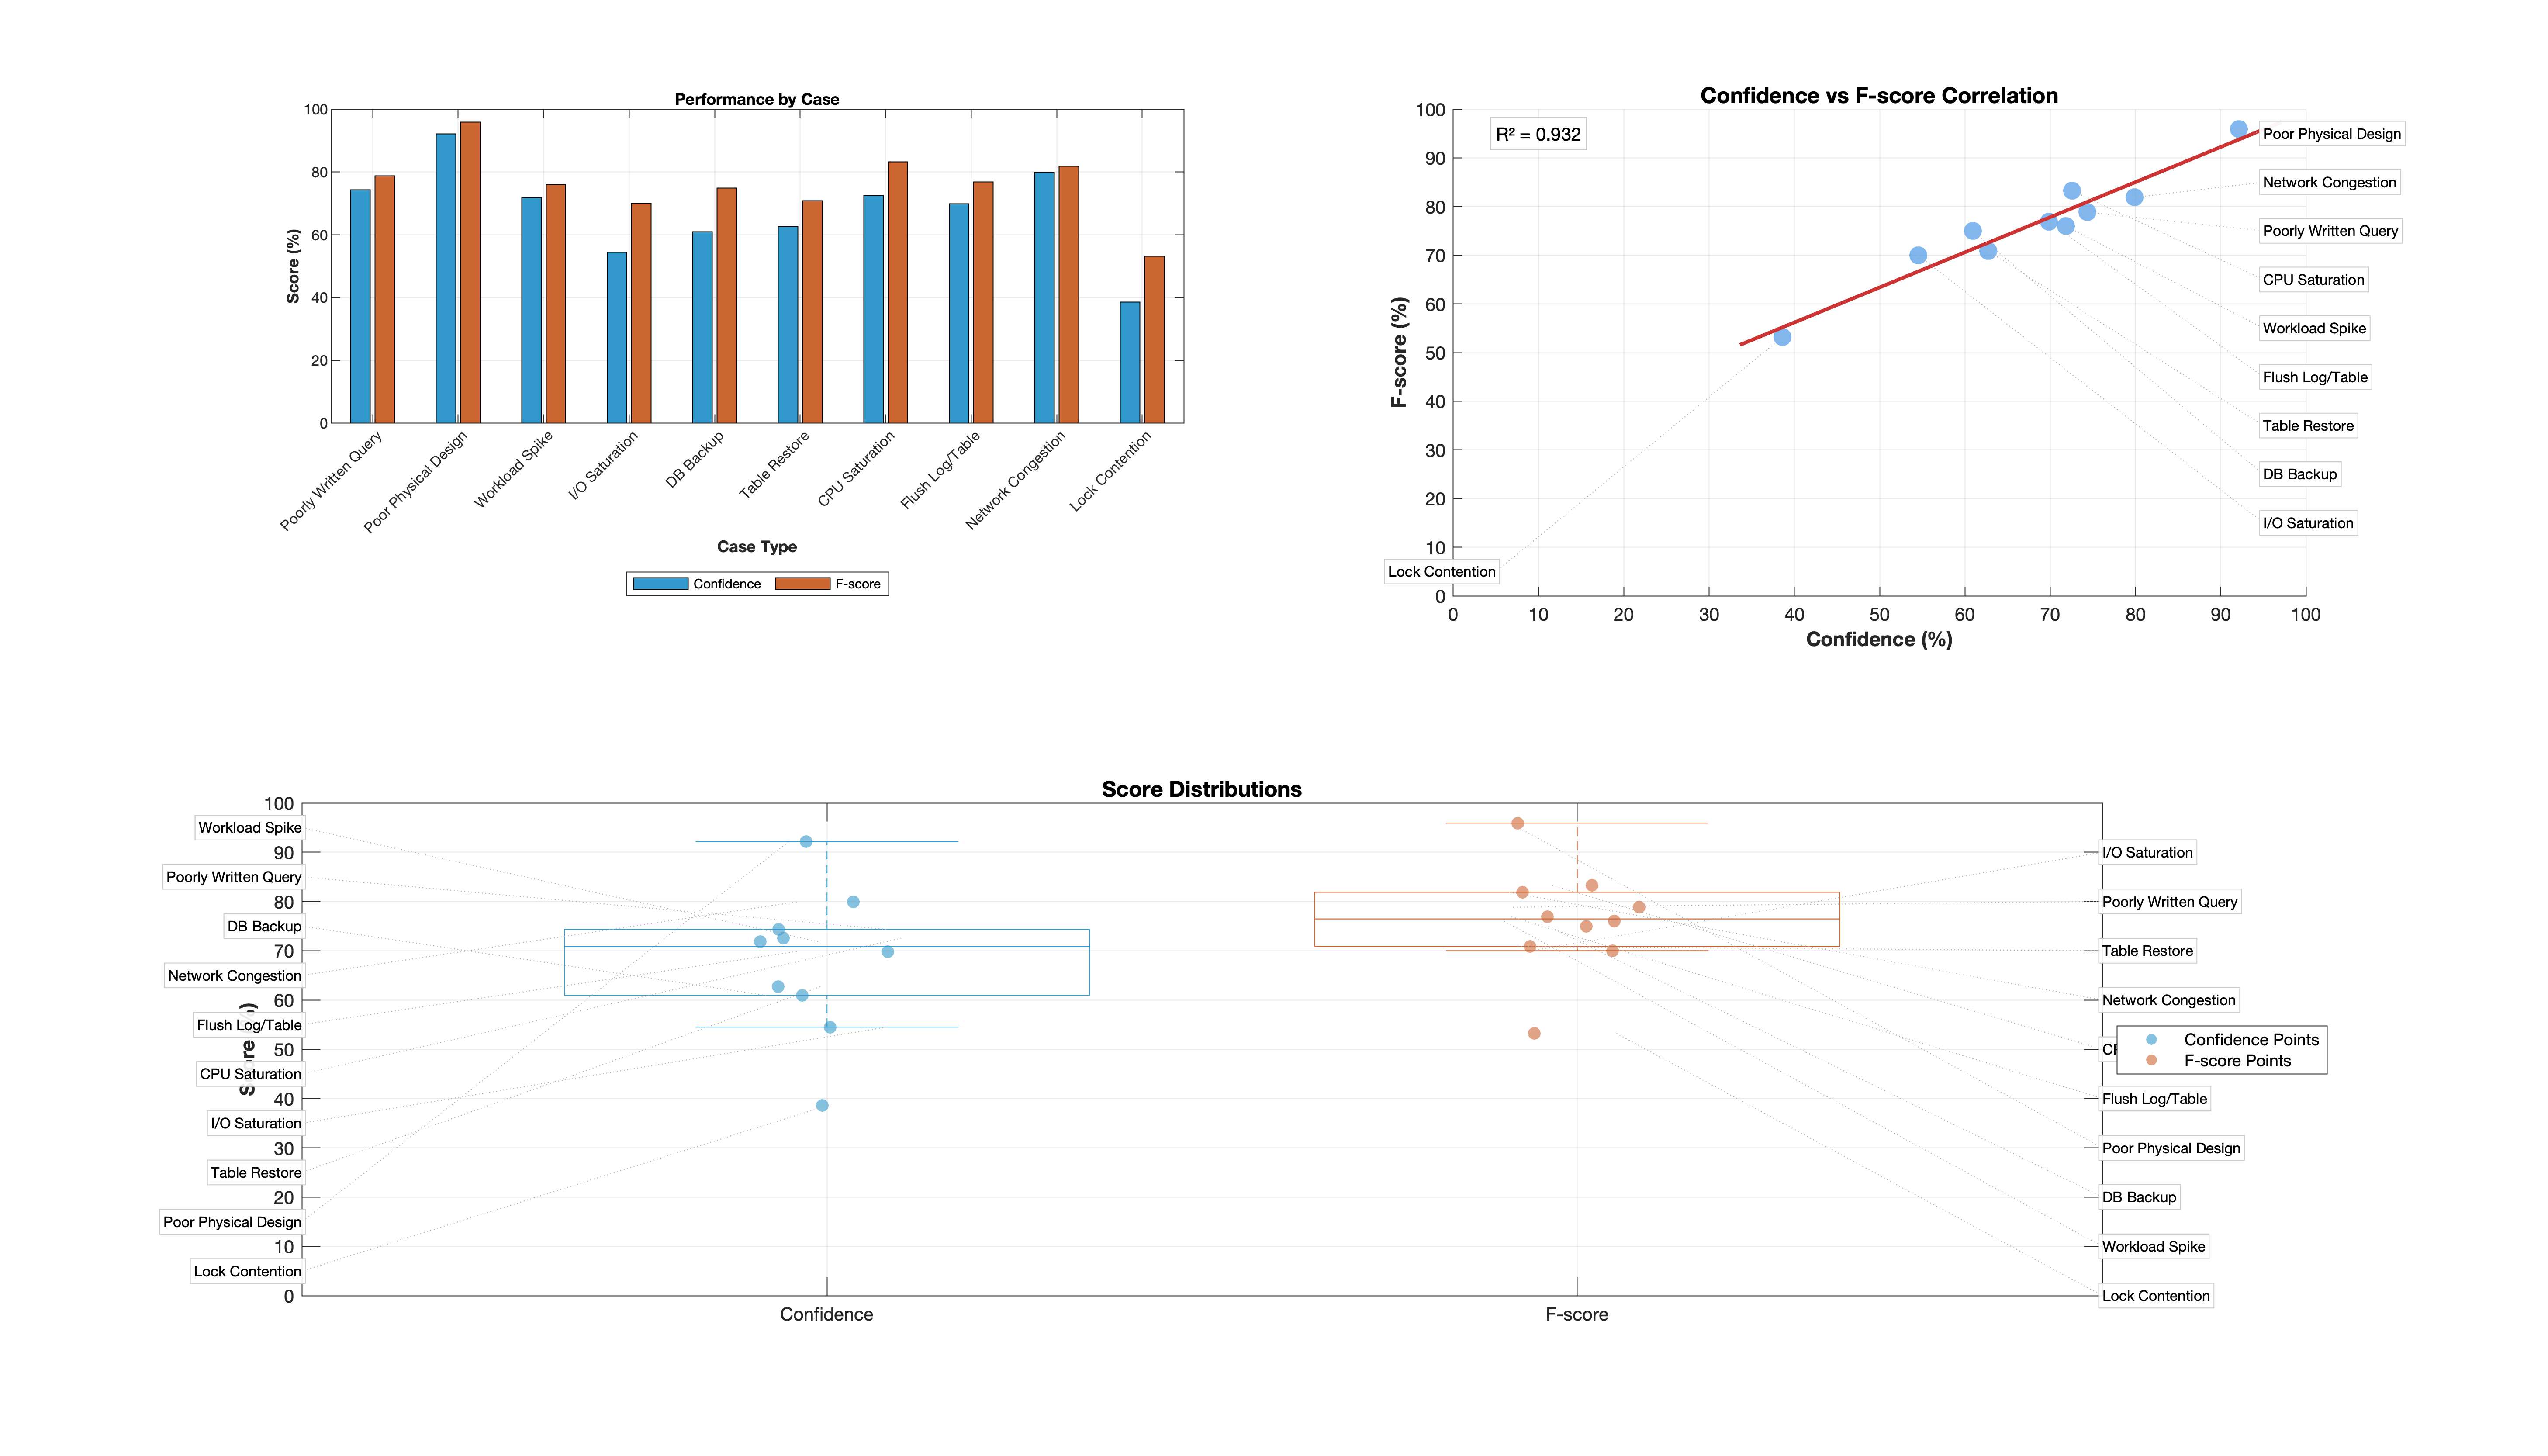 Performance by Case
100
80
60
40
20
0
Score (%)
Poorly Written Query
Poor Physical Design
Workload Spike
I/O Saturation
DB Backup
Table Restore
CPU Saturation
Flush Log/Table
Network Congestion
Lock Contention
Case Type
Confidence
F-score
Confidence vs F-score Correlation
R² = 0.932
100
90
80
70
60
50
40
30
20
10
0
F-score (%)
Poor Physical Design
Network Congestion
Poorly Written Query
CPU Saturation
Workload Spike
Flush Log/Table
Table Restore
DB Backup
I/O Saturation
Lock Contention
0 10 20 30 40 50 60 70 80 90 100
Confidence (%)
Score Distributions
100
90
80
70
60
50
40
30
20
10
0
Workload Spike
Poorly Written Query
DB Backup
Network Congestion
Flush Log/Table
CPU Saturation
I/O Saturation
Table Restore
Poor Physical Design
Lock Contention
Confidence
F-score
I/O Saturation
Poorly Written Query
Table Restore
Network Congestion
Confidence Points
F-score Points
Flush Log/Table
Poor Physical Design
DB Backup
Workload Spike
Lock Contention